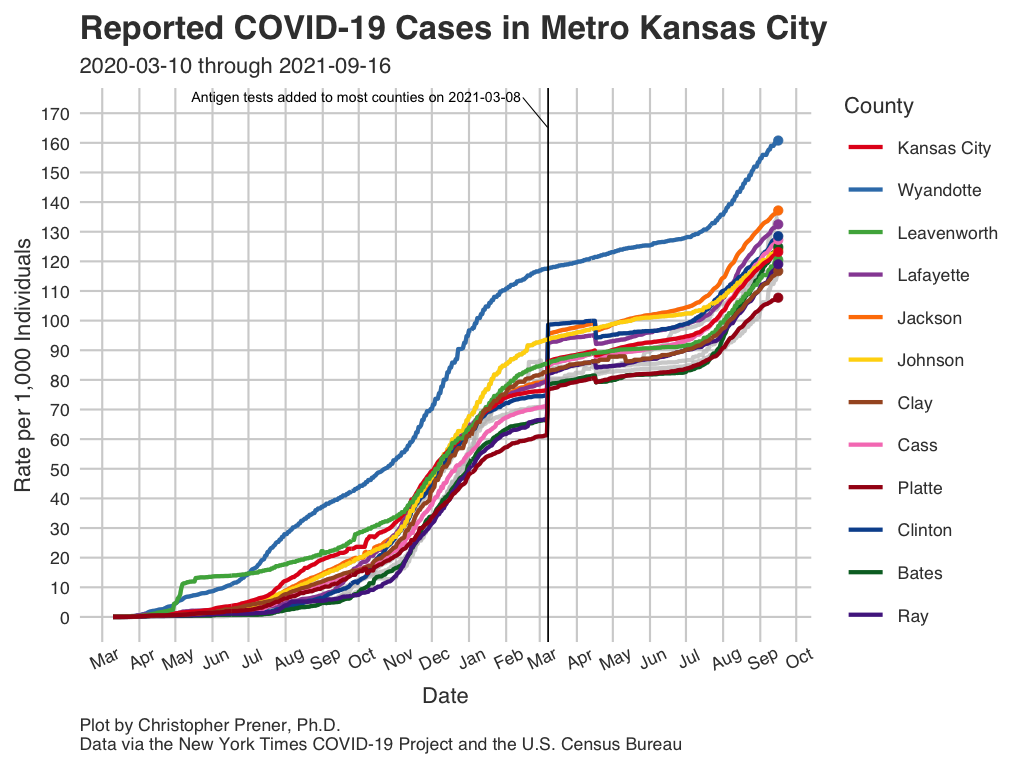 Reported COVID-19 Cases in Metro Kansas City
2020-03-10 through 2021-09-16
Antigen tests added to most counties on 2021-03-08
Rate per 1,000 Individuals
170
160
150
140
130
120
110
100
90
80
70
60
50
40
30
20
10
0
Mar Apr May Jun Jul Aug Sep Oct Nov Dec Jan Feb Mar Apr May Jun Jul Aug Sep Oct
Date
County
Kansas City
Wyandotte
Leavenworth
Lafayette
Jackson
Johnson
Clay
Cass
Platte
Clinton
Bates
Ray
Plot by Christopher Prener, Ph.D.
Data via the New York Times COVID-19 Project and the U.S. Census Bureau